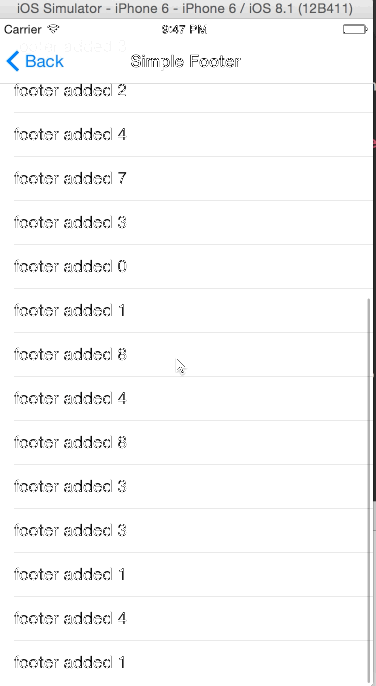 iOS Simulator - iPhone 6 - iPhone 6 / iOS 8.1 (12B411)
Carrier 9:47 PM
Back Simple Footer
footer added 2
footer added 4
footer added 7
footer added 3
footer added 0
footer added 1
footer added 8
footer added 4
footer added 8
footer added 3
footer added 3
footer added 1
footer added 4
footer added 1